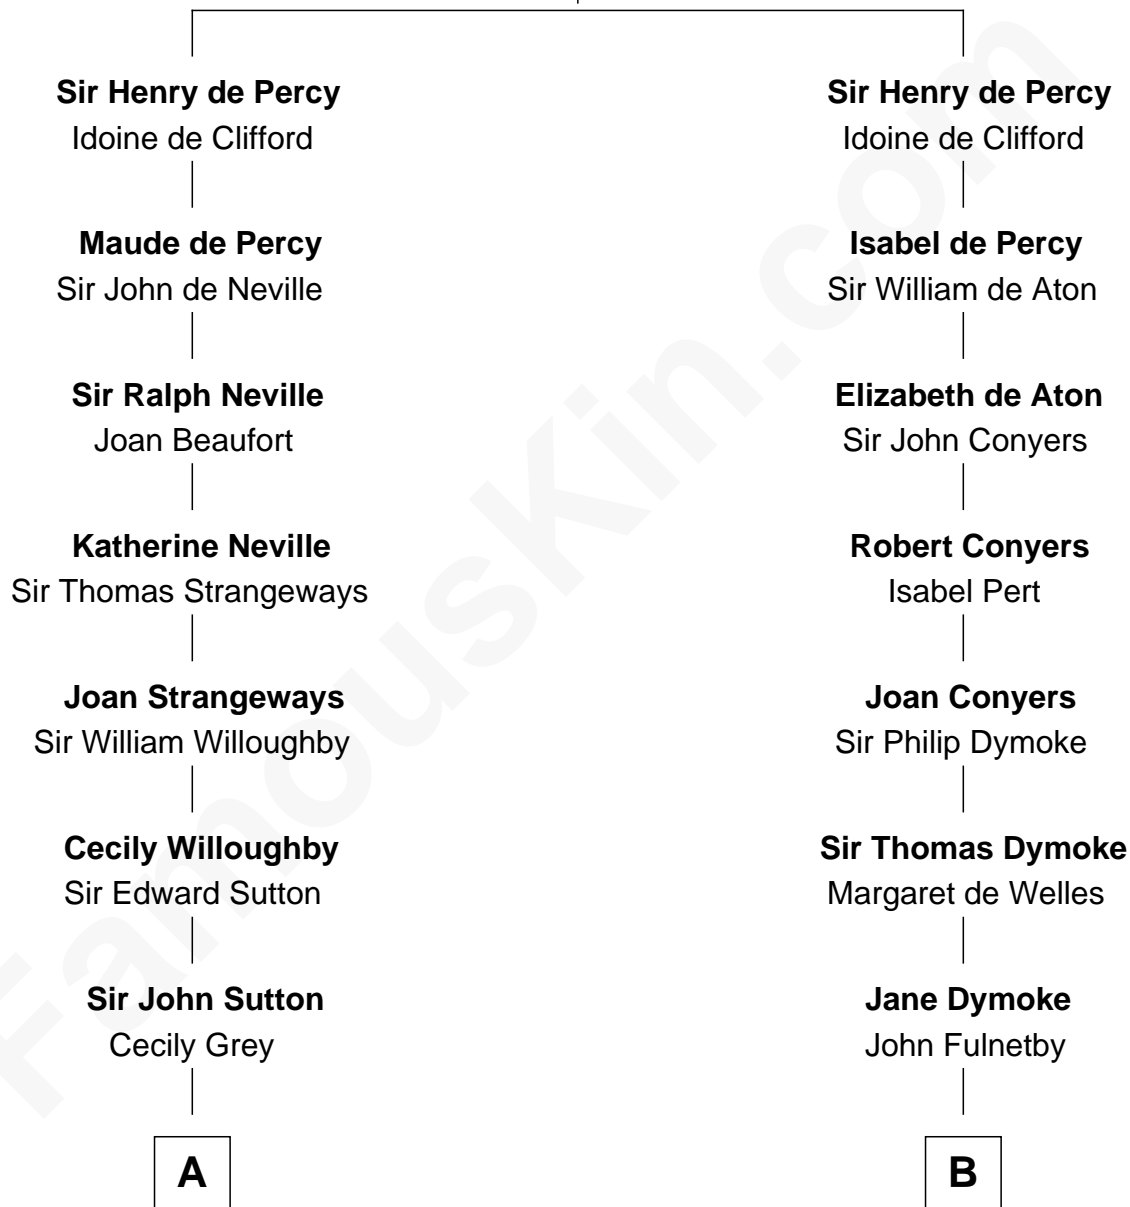 Sir Henry de Percy
Idoine de Clifford
Maude de Percy
Sir John de Neville
Sir Ralph Neville
Joan Beaufort
Katherine Neville
Sir Thomas Strangeways
Joan Strangeways
Sir William Willoughby
Cecily Willoughby
Sir Edward Sutton
Sir John Sutton
Cecily Grey
A
Sir Henry de Percy
Idoine de Clifford
Isabel de Percy
Sir William de Aton
Elizabeth de Aton
Sir John Conyers
Robert Conyers
Isabel Pert
Joan Conyers
Sir Philip Dymoke
Sir Thomas Dymoke
Margaret de Welles
Jane Dymoke
John Fulnetby
B
FamousKin.com